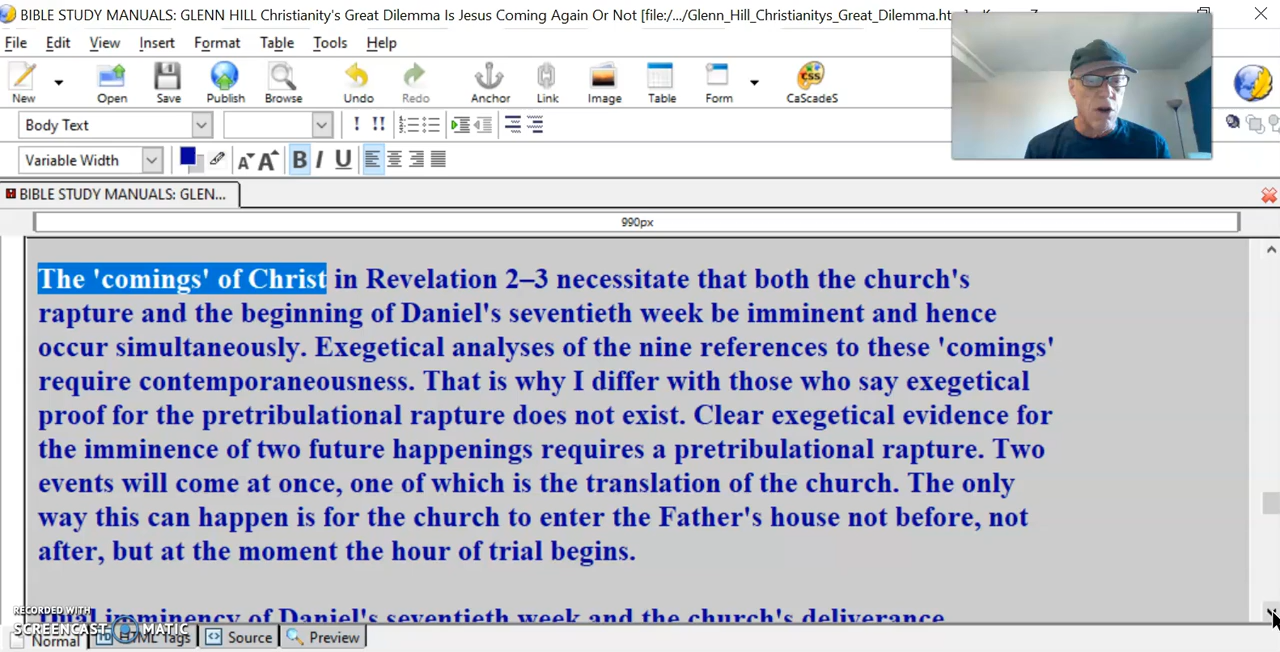 BIBLE STUDY MANUALS: GLENN HILL Christianity's Great Dilemma Is Jesus Coming Again Or Not [file:/.../Glenn_Hill_Christianitys_Great_Dilemma.ht
File Edit View Insert Format Table Tools Help
New Open Save Publish Browse Undo Redo Anchor Link Image Table Form CaScadeS
Body Text
Variable Width
BIBLE STUDY MANUALS: GLEN...
990px
The 'comings' of Christ in Revelation 2–3 necessitate that both the church's
rapture and the beginning of Daniel's seventieth week be imminent and hence
occur simultaneously. Exegetical analyses of the nine references to these 'comings'
require contemporaneousness. That is why I differ with those who say exegetical
proof for the pretribulational rapture does not exist. Clear exegetical evidence for
the imminence of two future happenings requires a pretribulational rapture. Two
events will come at once, one of which is the translation of the church. The only
way this can happen is for the church to enter the Father's house not before, not
after, but at the moment the hour of trial begins.
imminency of Daniel's seventieth week and the church's deliverance
RECORDED WITH
SCREENCAST MATIC
Normal HTML Tags Source Preview